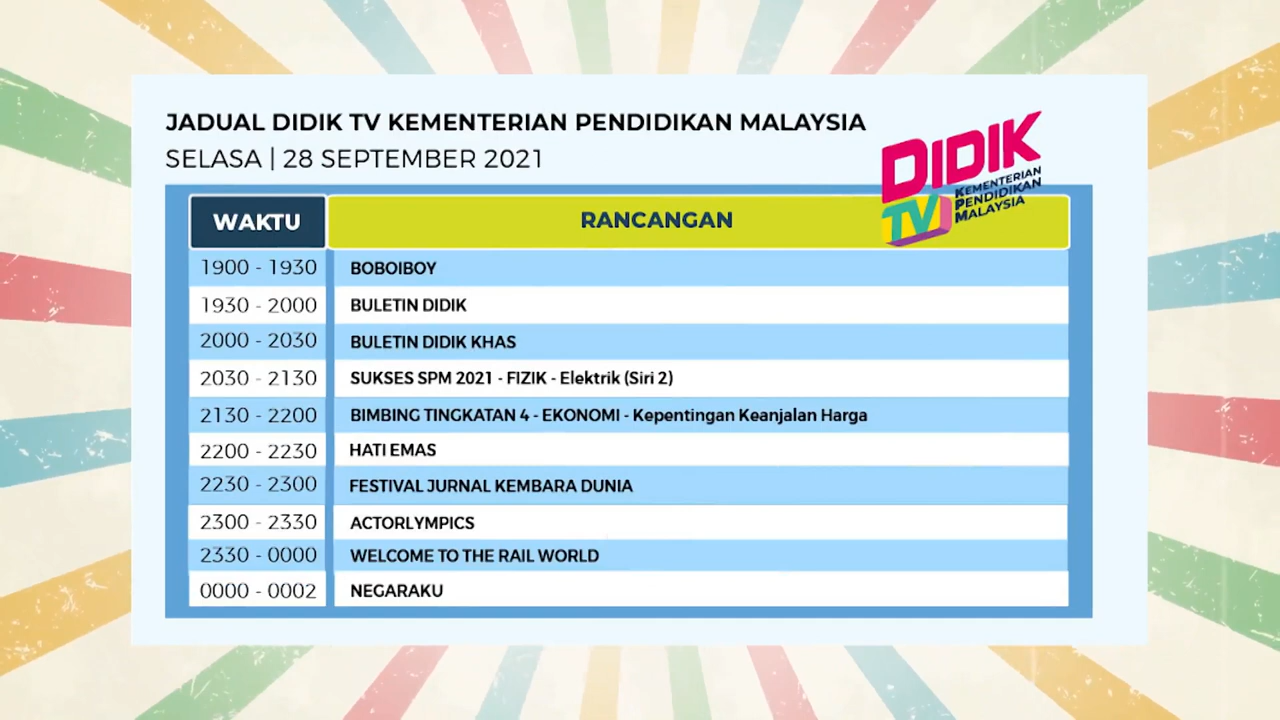 JADUAL DIDIK TV KEMENTERIAN PENDIDIKAN MALAYSIA
SELASA | 28 SEPTEMBER 2021
DIDIK
TV
KEMENTERIAN
PENDIDIKAN
MALAYSIA
WAKTU RANCANGAN
1900 - 1930 BOBOIBOY
1930 - 2000 BULETIN DIDIK
2000 - 2030 BULETIN DIDIK KHAS
2030 - 2130 SUKSES SPM 2021 - FIZIK - Elektrik (Siri 2)
2130 - 2200 BIMBING TINGKATAN 4 - EKONOMI - Kepentingan Keanjalan Harga
2200 - 2230 HATI EMAS
2230 - 2300 FESTIVAL JURNAL KEMBARA DUNIA
2300 - 2330 ACTORLYMPICS
2330 - 0000 WELCOME TO THE RAIL WORLD
0000 - 0002 NEGARAKU